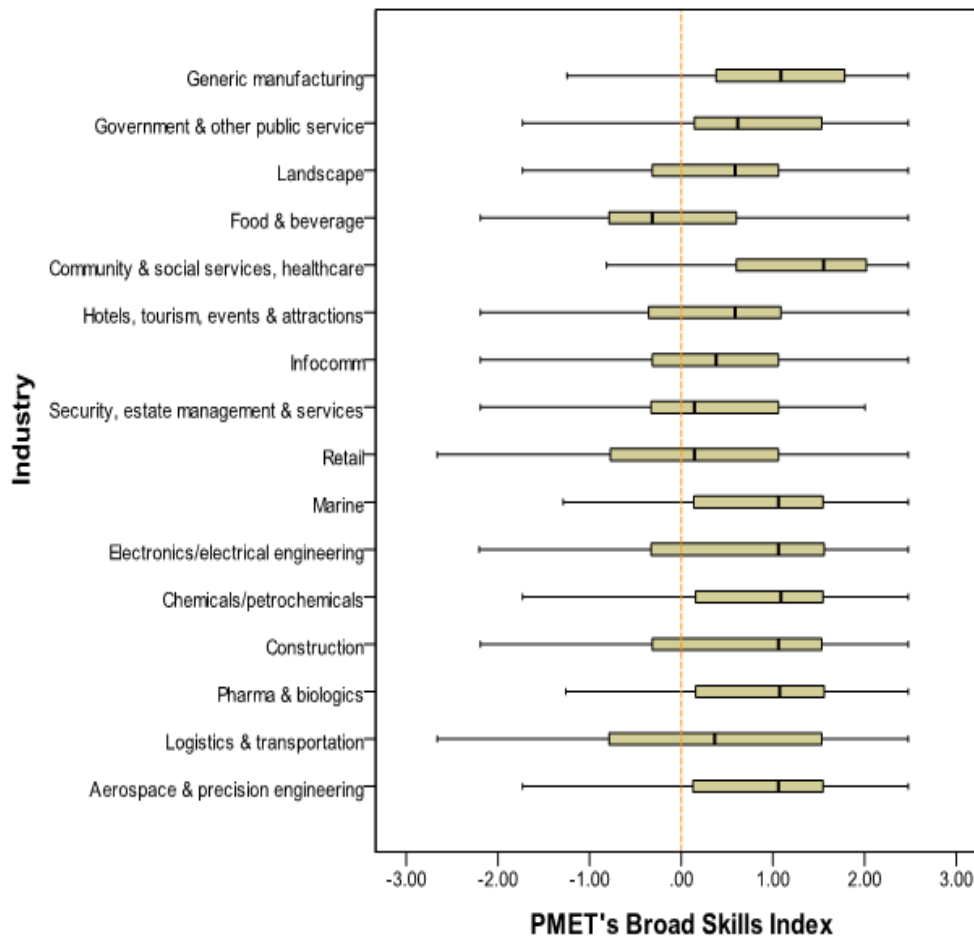 Generic manufacturing
Government & other public service
Landscape
Food & beverage
Community & social services, healthcare
Hotels, tourism, events & attractions
Infocomm
Security, estate management & services
Retail
Marine
Electronics/electrical engineering
Chemicals/petrochemicals
Construction
Pharma & biologics
Logistics & transportation
Aerospace & precision engineering
Industry
-3.00 -2.00 -1.00 .00 1.00 2.00 3.00
PMET's Broad Skills Index